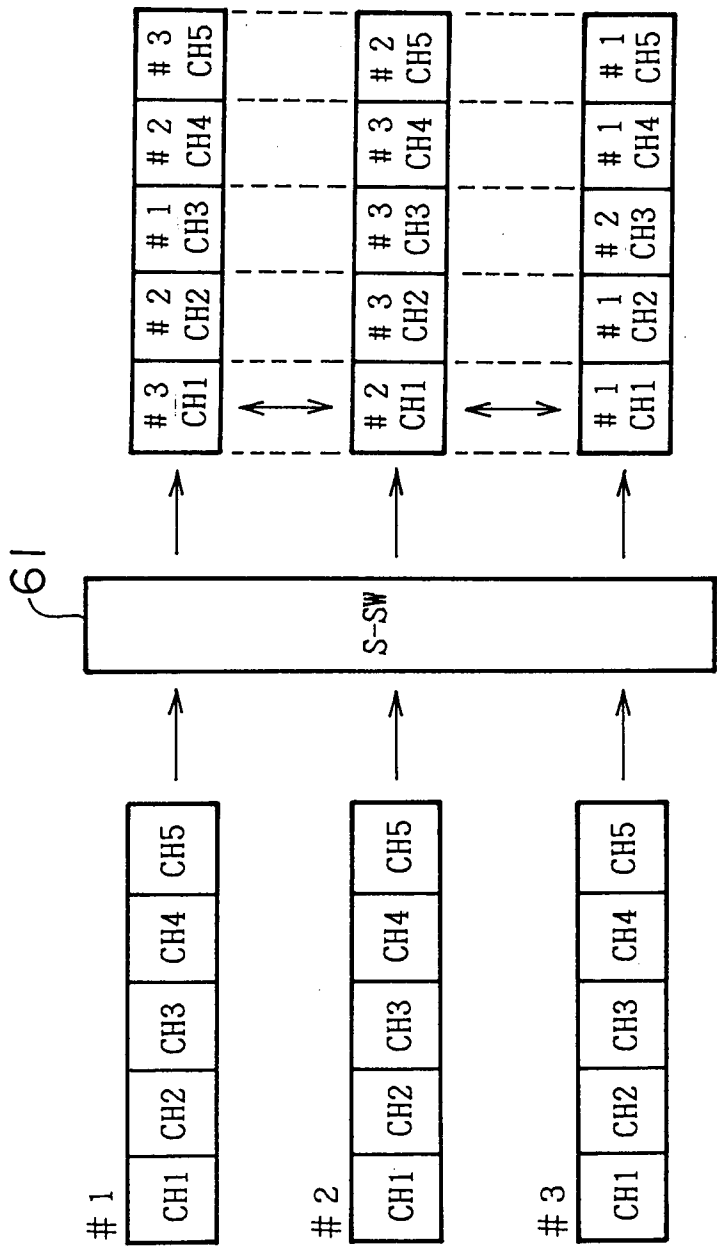 61
# 1
CH1 CH2 CH3 CH4 CH5
# 3 # 2 # 1 # 2 # 3
CH1 CH2 CH3 CH4 CH5
# 2
CH1 CH2 CH3 CH4 CH5
S-SW
# 2 # 3 # 3 # 3 # 2
CH1 CH2 CH3 CH4 CH5
# 3
CH1 CH2 CH3 CH4 CH5
# 1 # 1 # 2 # 1 # 1
CH1 CH2 CH3 CH4 CH5